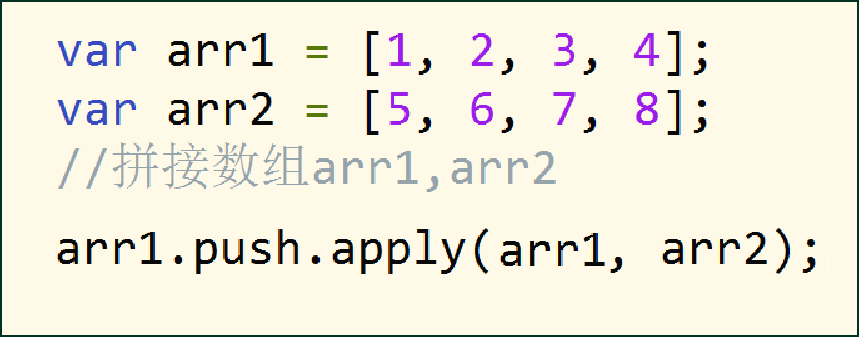 var arr1 = [1, 2, 3, 4];
var arr2 = [5, 6, 7, 8];
//拼接数组arr1,arr2
arr1.push.apply(arr1, arr2);